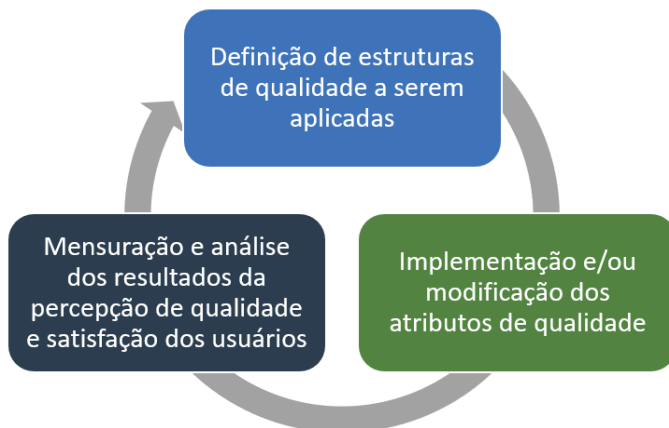 Definição de estruturas
de qualidade a serem
aplicadas
Implementação e/ou
modificação dos
atributos de qualidade
Mensuração e análise
dos resultados da
percepção de qualidade
e satisfação dos usuários